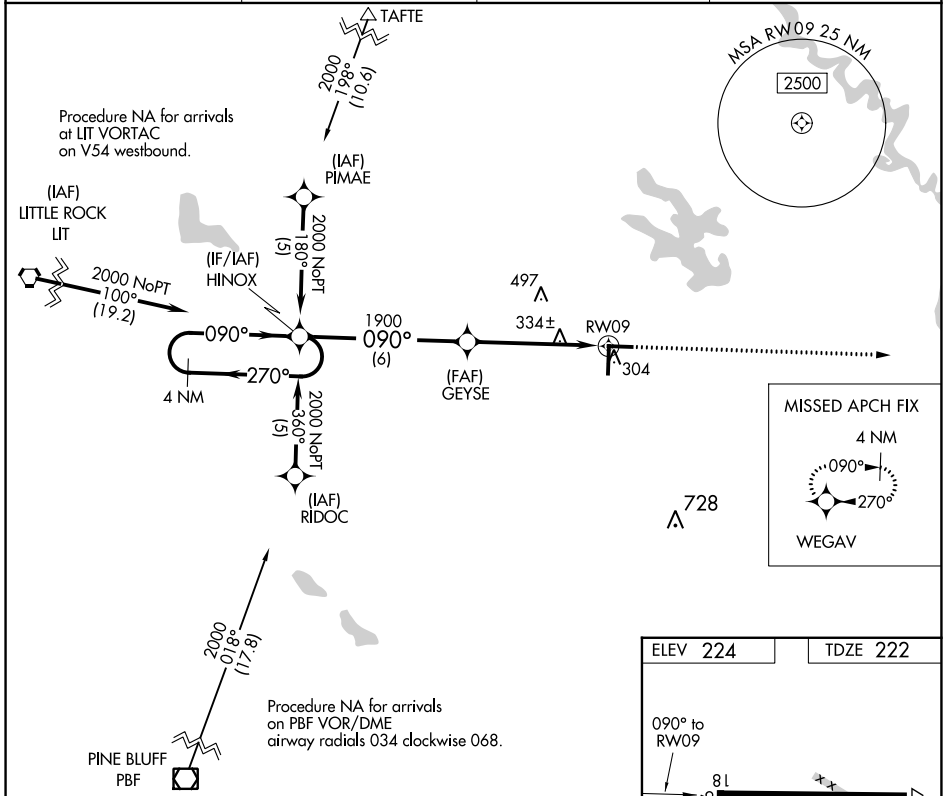 TAFTE
2000
198°
(10.6)
MSA RW09 25 NM
2500
Procedure NA for arrivals
at LIT VORTAC
on V54 westbound.
(IAF)
PIMAE
(IAF)
LITTLE ROCK
LIT
2000 NoPT
180°
(5)
(IF/IAF)
HINOX
2000 NoPT
100°
(19.2)
497
334±
RW09
304
090°
1900
090°
(6)
(FAF)
GEYSE
270°
4 NM
2000 NoPT
360°
(5)
(IAF)
RIDOC
MISSED APCH FIX
4 NM
090°
270°
WEGAV
728
2000
018°
(17.8)
Procedure NA for arrivals
on PBF VOR/DME
airway radials 034 clockwise 068.
PINE BLUFF
PBF
ELEV 224
TDZE 222
090° to
RW09
18